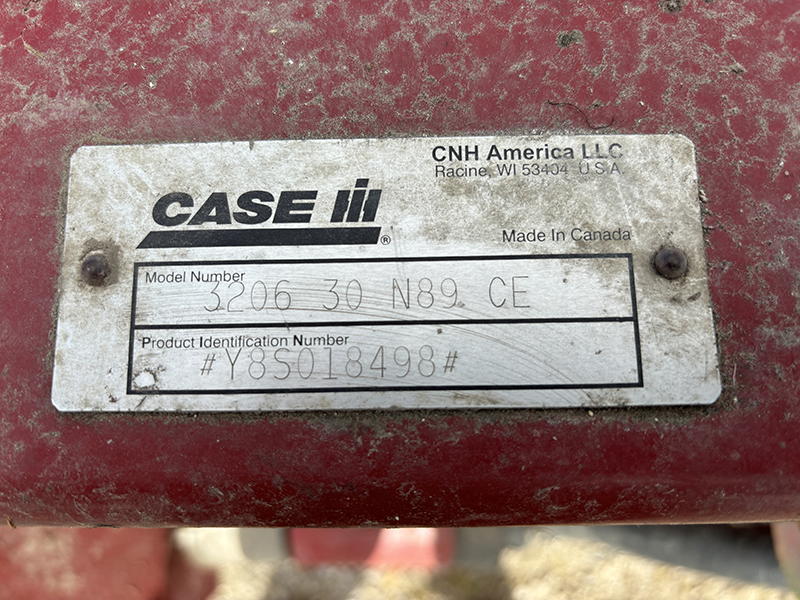 CNH America LLC
Racine, WI 53404 U.S.A.
CASE IH
®
Made In Canada
Model Number
3206 30 N89 CE
Product Identification Number
#Y8S018498#